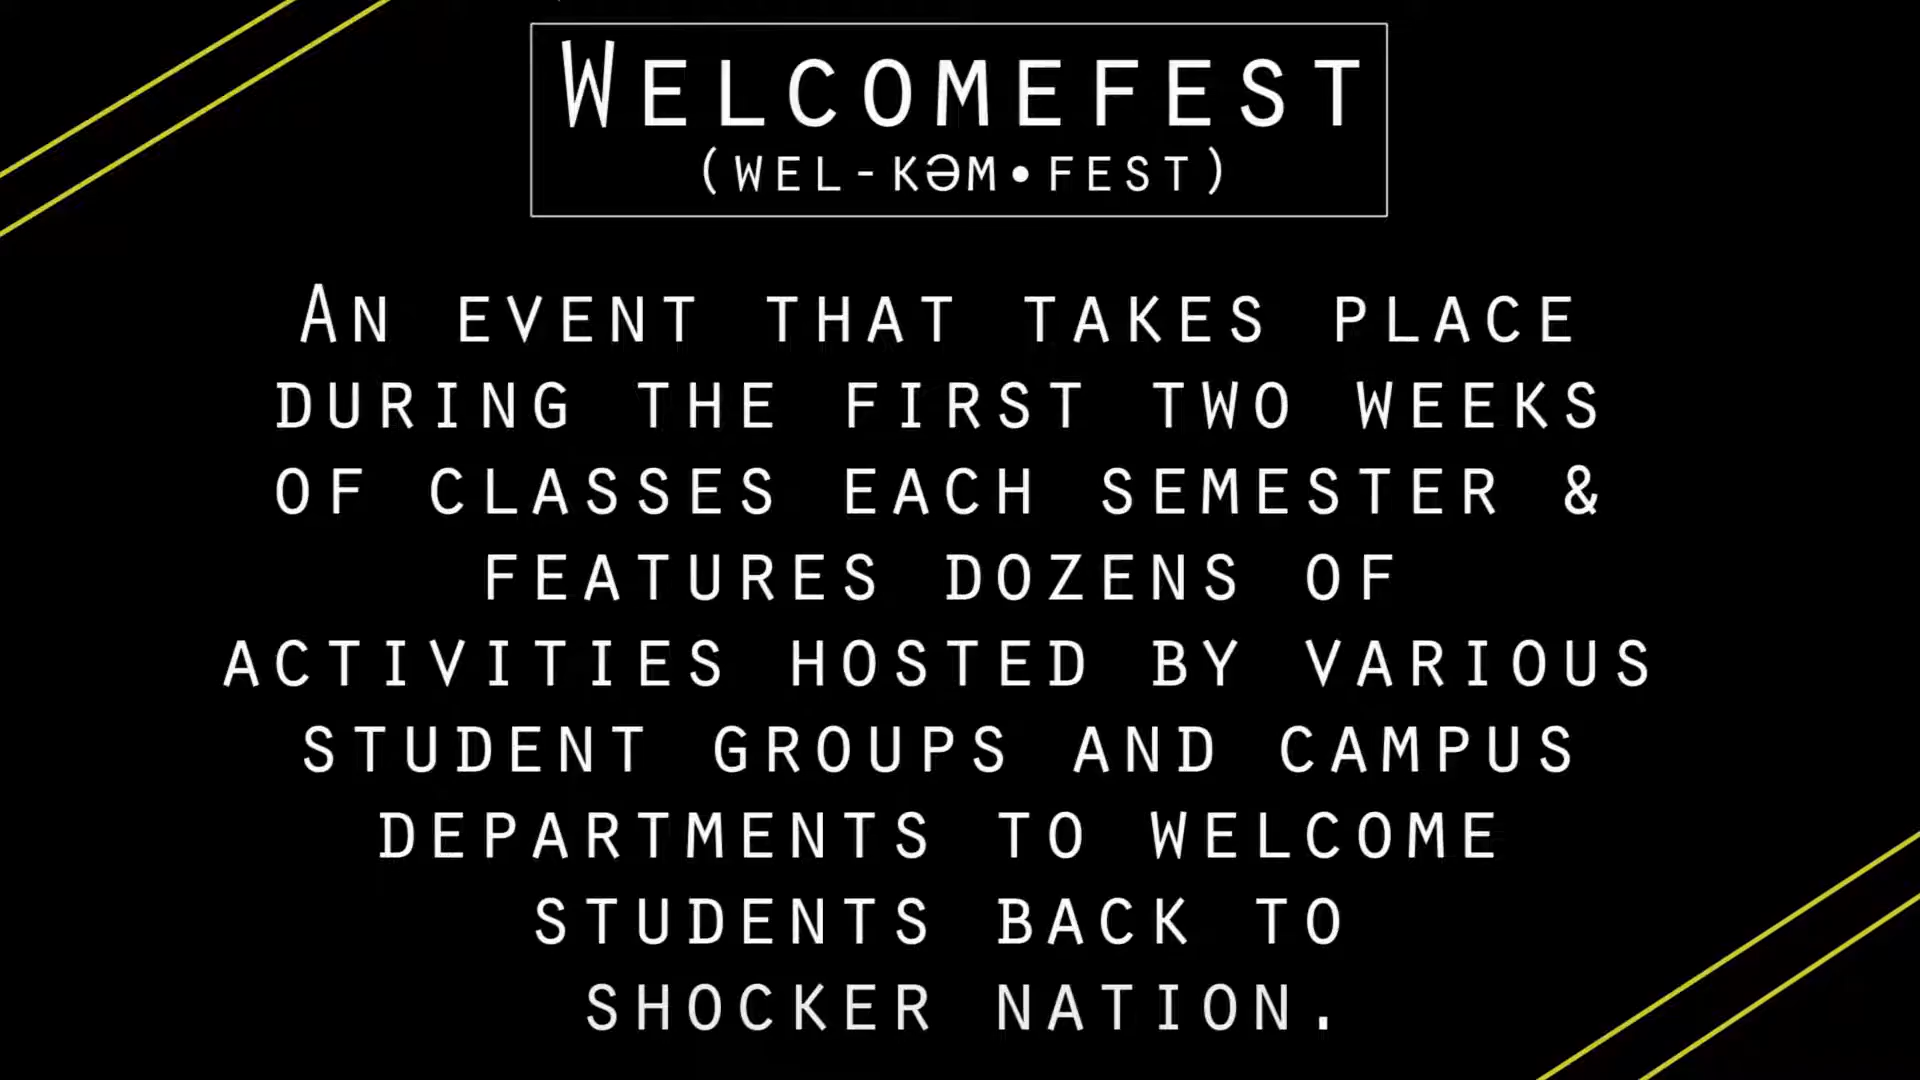 Welcomefest
(wel-kəm•fest)
An event that takes place
during the first two weeks
of classes each semester &
features dozens of
activities hosted by various
student groups and campus
departments to welcome
students back to
Shocker Nation.